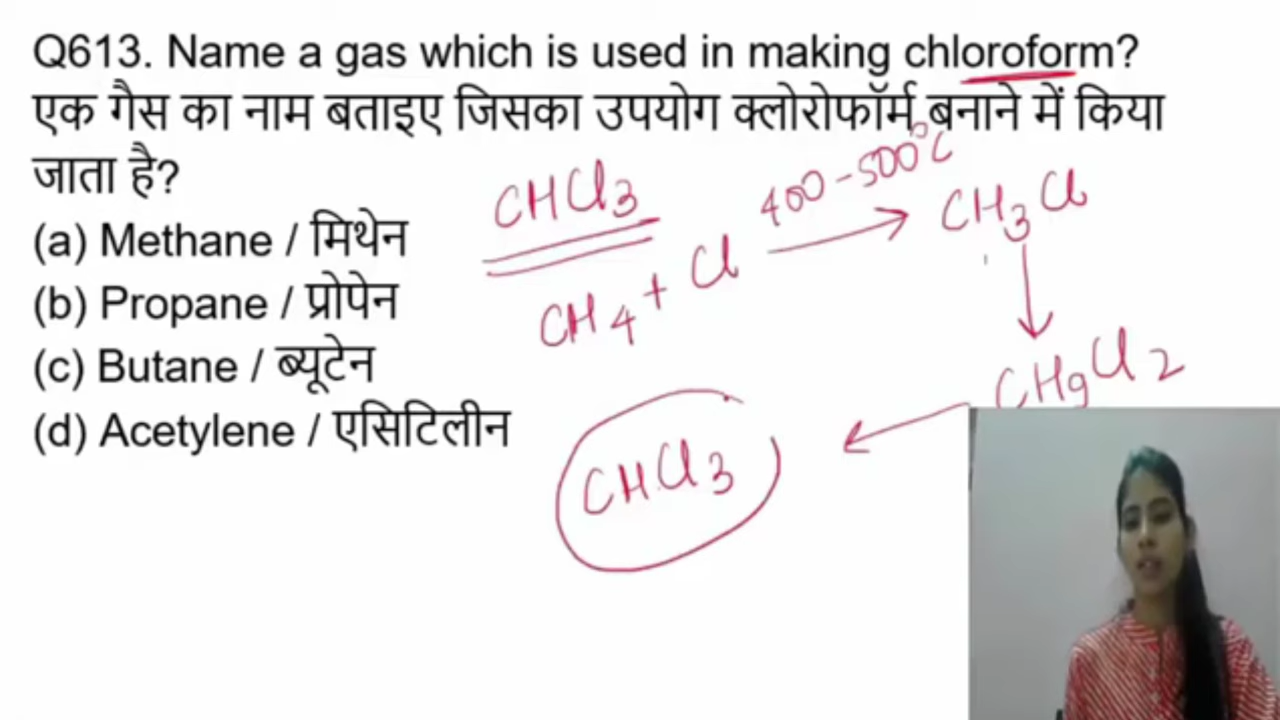 Q613. Name a gas which is used in making chloroform?
एक गैस का नाम बताइए जिसका उपयोग क्लोरोफॉर्म बनाने में किया
जाता है?
(a) Methane / मिथेन
(b) Propane / प्रोपेन
(c) Butane / ब्यूटेन
(d) Acetylene / एसिटिलीन
CHCl3
CH4 + Cl
400-500°C
CH3Cl
CH2Cl2
CHCl3